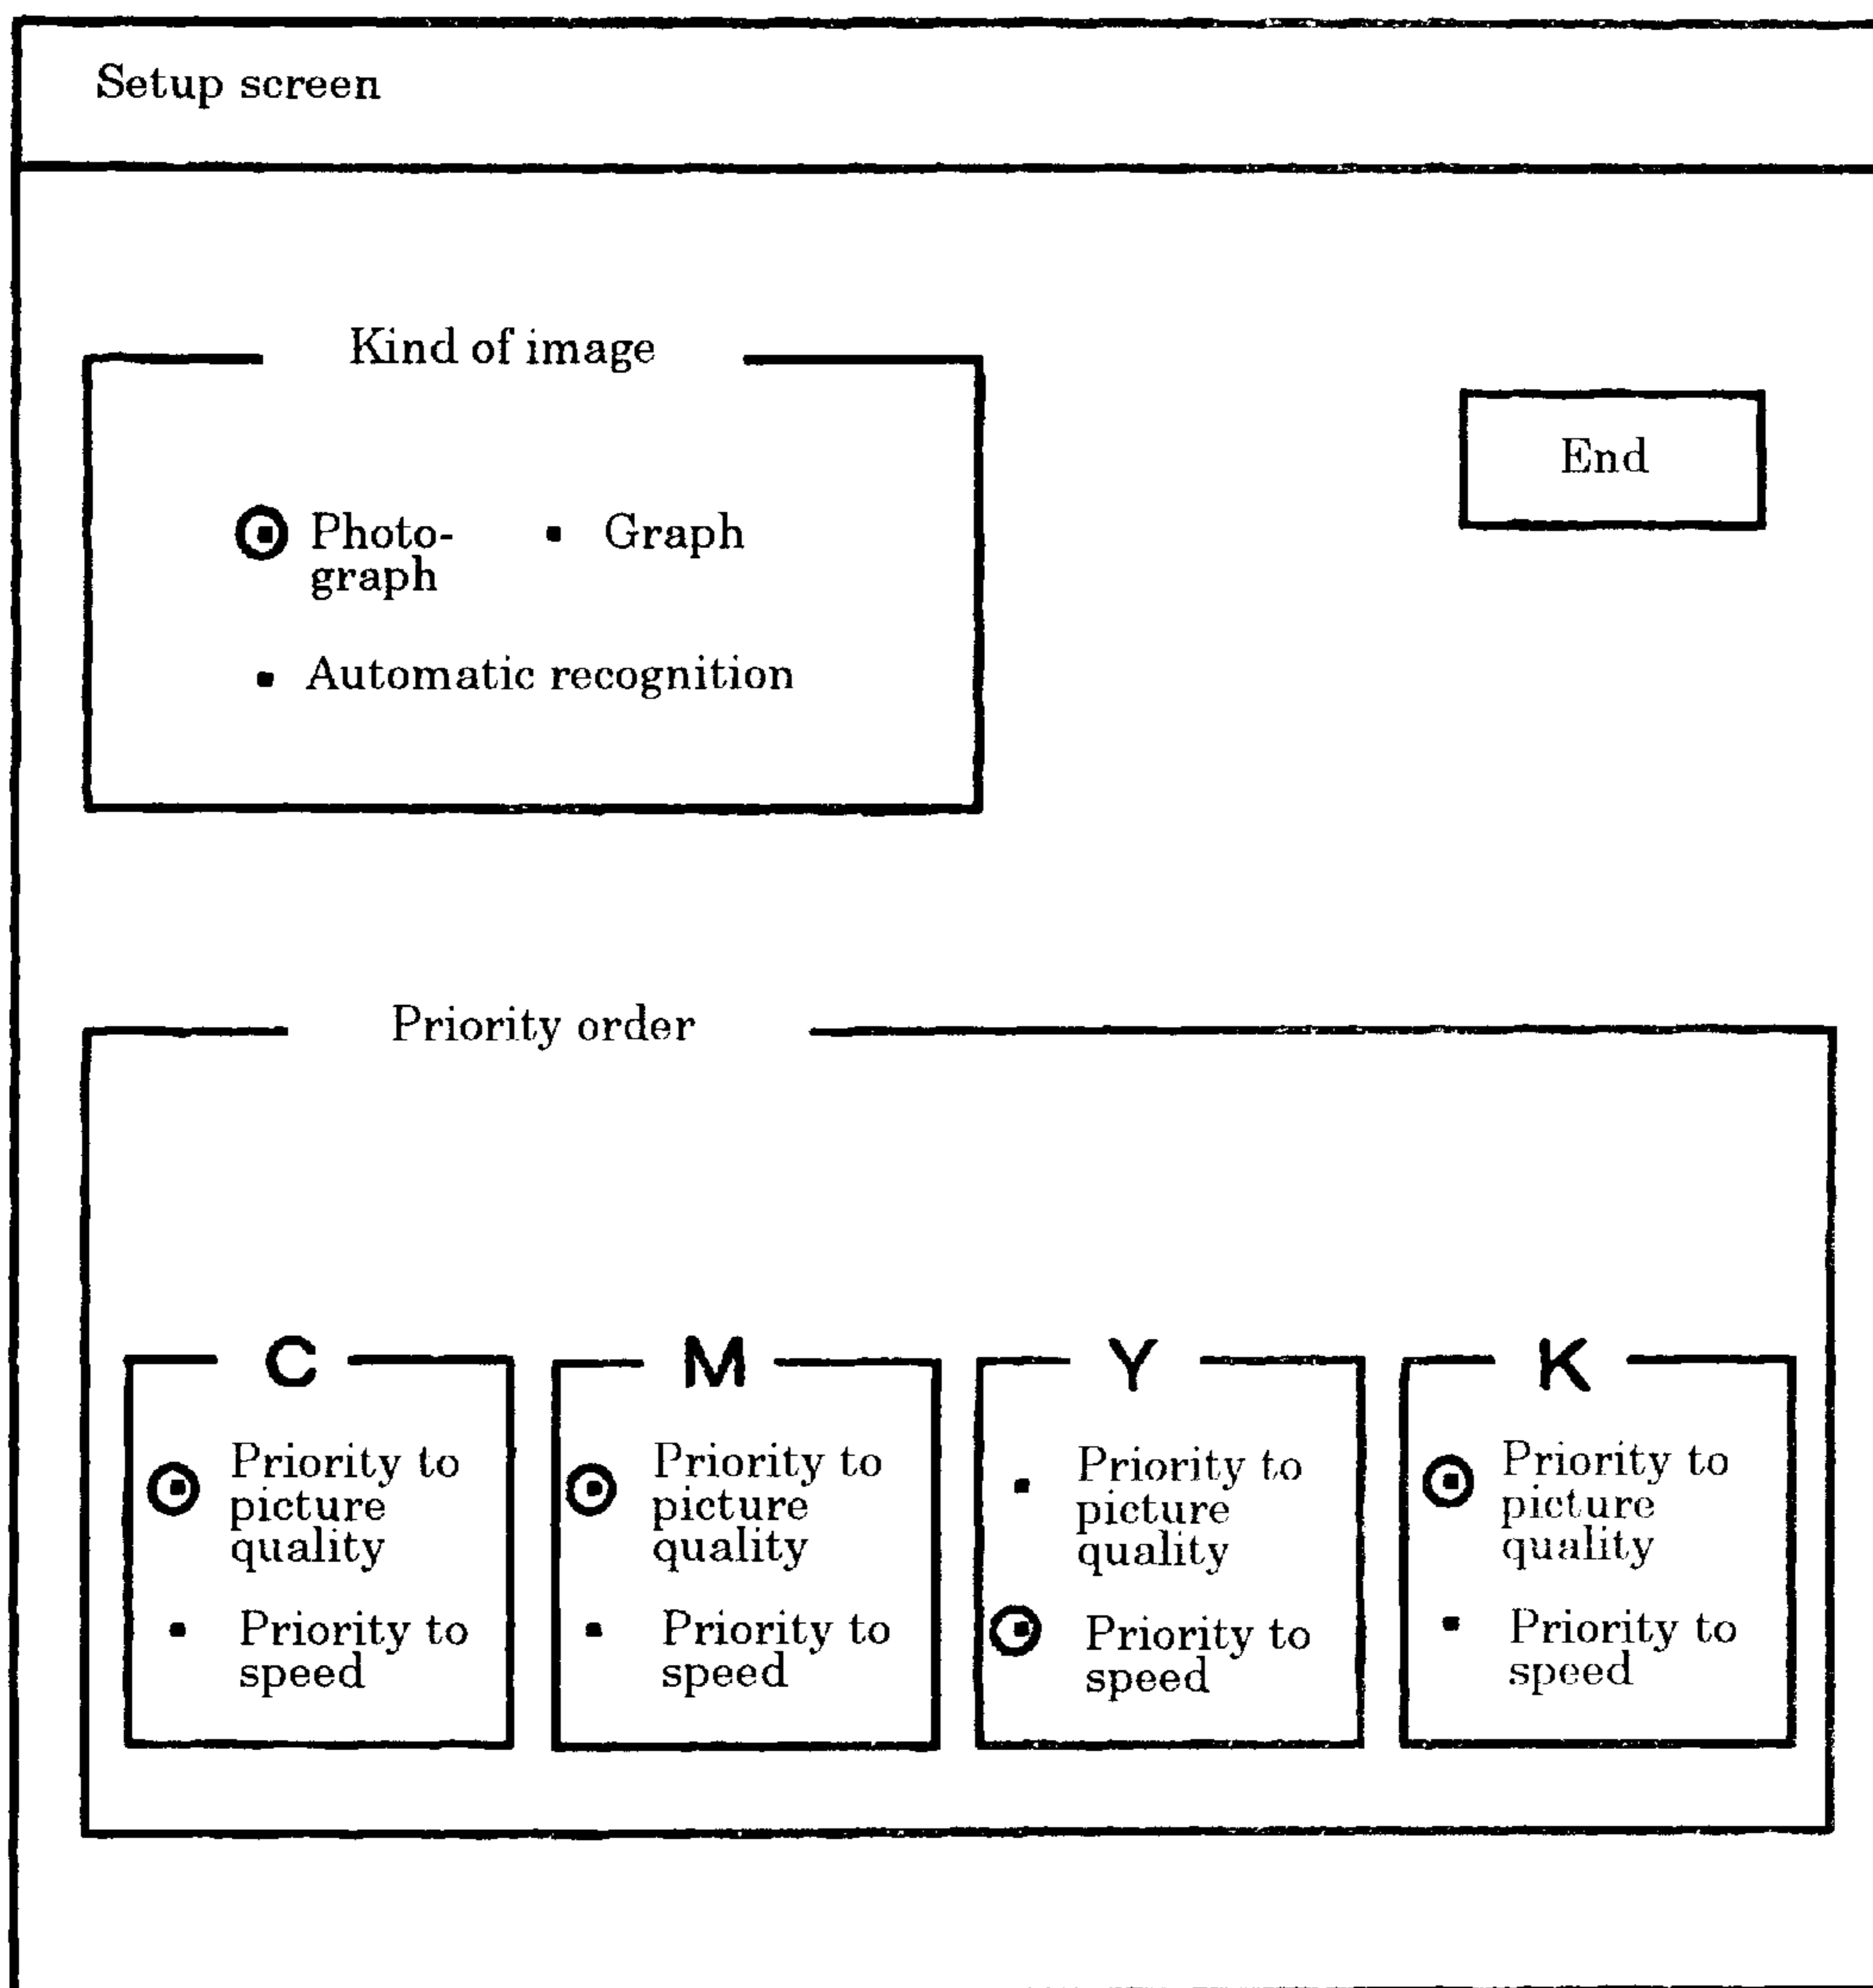 Setup screen
Kind of image
Photo-
graph
Graph
Automatic recognition
End
Priority order
C
Priority to
picture
quality
Priority to
speed
M
Priority to
picture
quality
Priority to
speed
Y
Priority to
picture
quality
Priority to
speed
K
Priority to
picture
quality
Priority to
speed